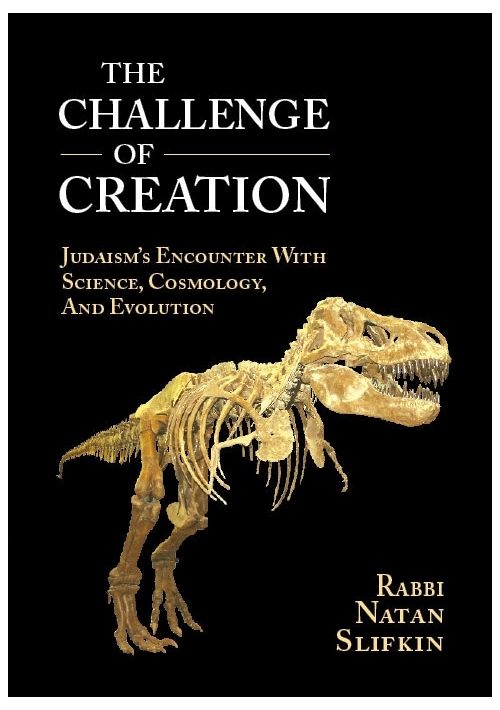 THE
CHALLENGE
OF
CREATION
JUDAISM'S ENCOUNTER WITH
SCIENCE, COSMOLOGY,
AND EVOLUTION
RABBI
NATAN
SLIFKIN